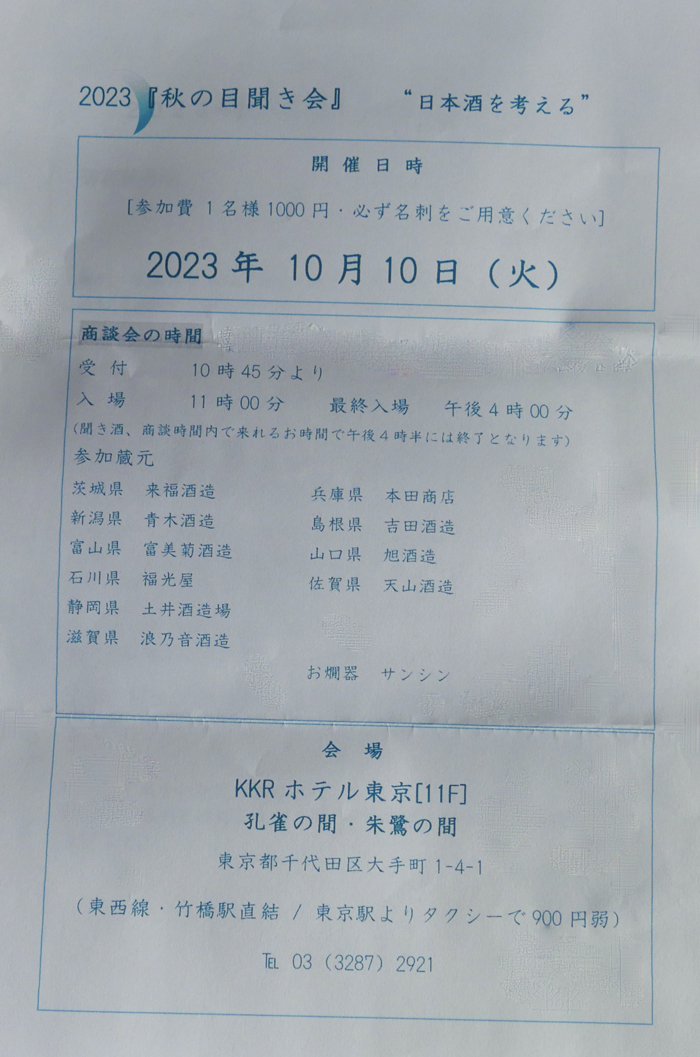 2023『秋の目聞き会』　“日本酒を考える”
開催日時
[参加費 1名様1000円・必ず名刺をご用意ください]
2023年 10月10日（火）
商談会の時間
受付　10時45分より
入場　11時00分　最終入場　午後4時00分
（聞き酒、商談時間内で来れるお時間で午後4時半には終了となります）
参加蔵元
茨城県　来福酒造
新潟県　青木酒造
富山県　富美菊酒造
石川県　福光屋
静岡県　土井酒造場
滋賀県　浪乃音酒造
兵庫県　本田商店
島根県　吉田酒造
山口県　旭酒造
佐賀県　天山酒造
お燗器　サンシン
会場
KKRホテル東京[11F]
孔雀の間・朱鷺の間
東京都千代田区大手町1-4-1
（東西線・竹橋駅直結 / 東京駅よりタクシーで900円弱）
℡ 03（3287）2921